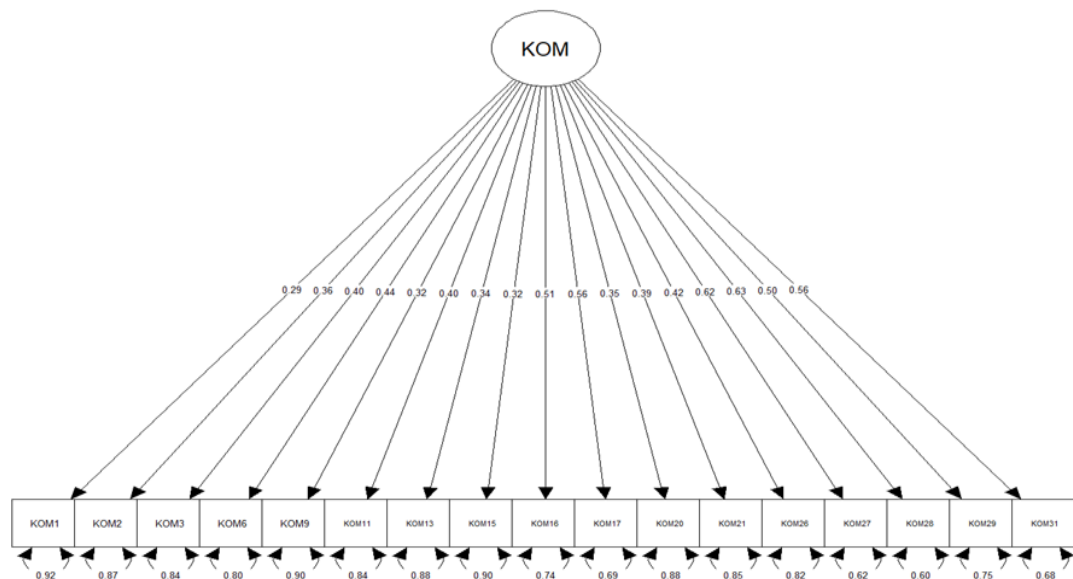 KOM
0.29 0.36 0.40 0.44 0.32 0.40 0.34 0.32 0.51 0.56 0.35 0.39 0.42 0.62 0.63 0.50 0.56
KOM1 KOM2 KOM3 KOM6 KOM9 KOM11 KOM13 KOM15 KOM16 KOM17 KOM20 KOM21 KOM26 KOM27 KOM28 KOM29 KOM31
0.92 0.87 0.84 0.80 0.90 0.84 0.88 0.90 0.74 0.69 0.88 0.85 0.82 0.62 0.60 0.75 0.68